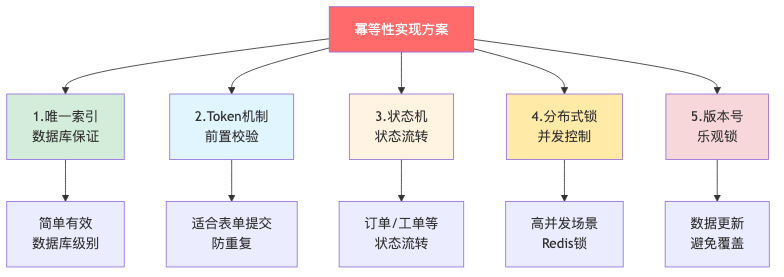 幂等性实现方案
1.唯一索引
数据库保证
2.Token机制
前置校验
3.状态机
状态流转
4.分布式锁
并发控制
5.版本号
乐观锁
简单有效
数据库级别
适合表单提交
防重复
订单/工单等
状态流转
高并发场景
Redis锁
数据更新
避免覆盖